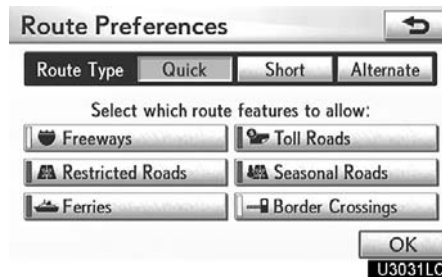 Route Preferences
Route Type Quick Short Alternate
Select which route features to allow:
Freeways Toll Roads
Restricted Roads Seasonal Roads
Ferries Border Crossings
OK
U3031LC